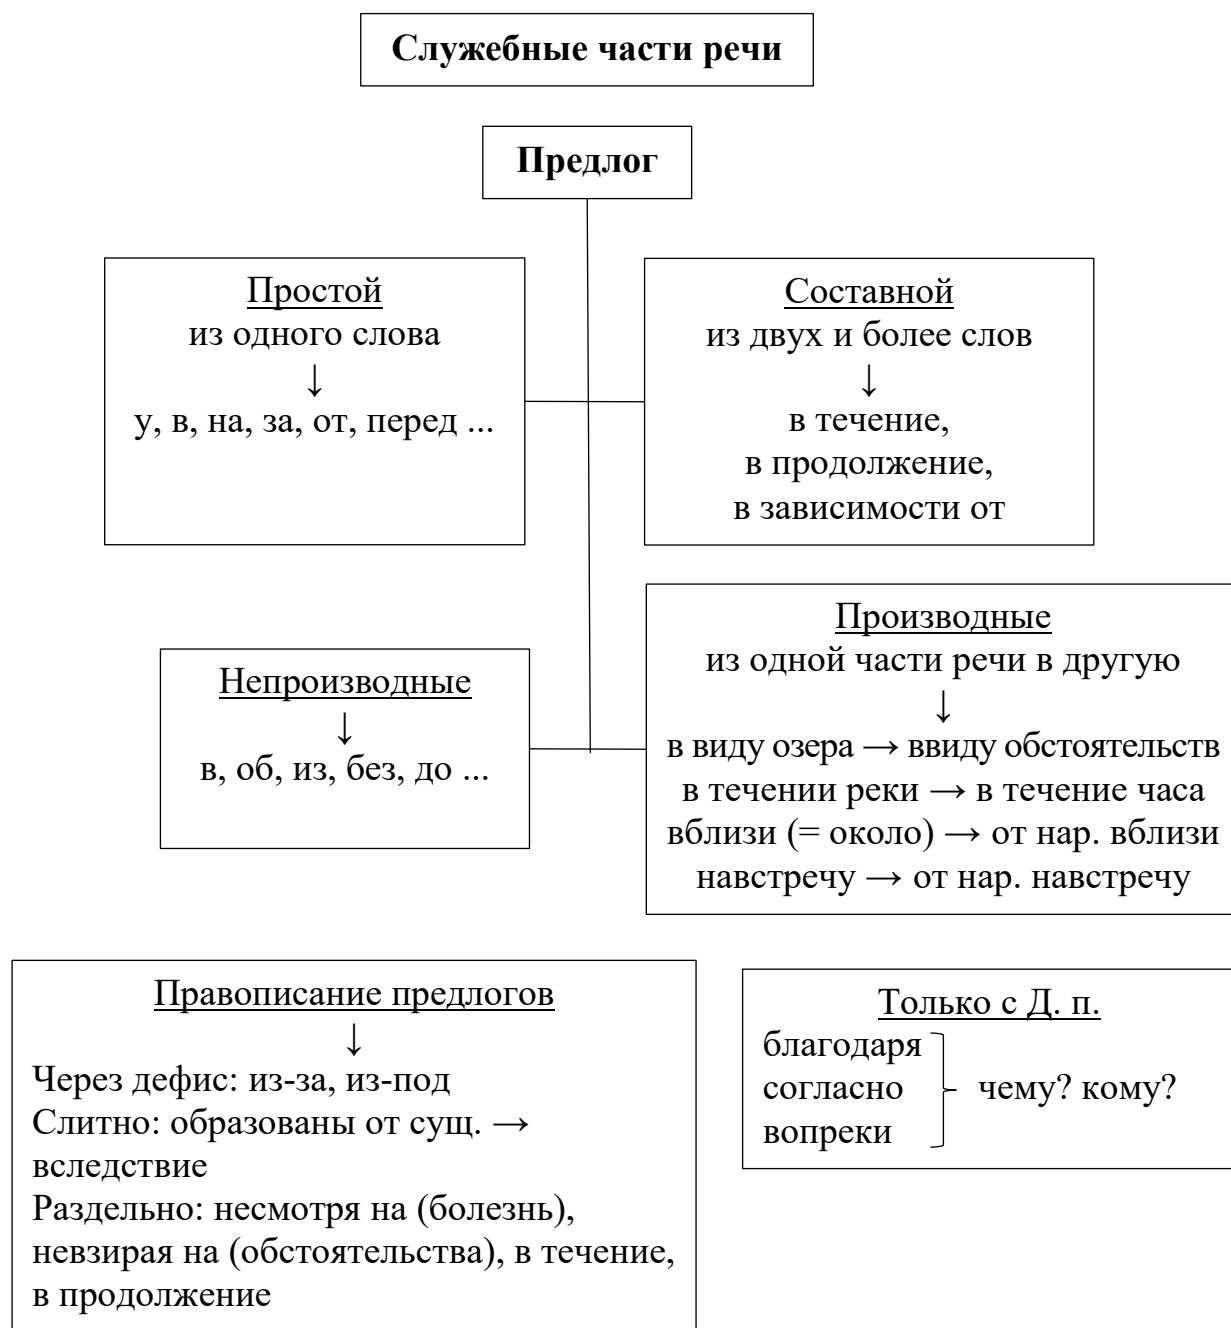 Служебные части речи
Предлог
Простой
из одного слова
↓
у, в, на, за, от, перед ...
Составной
из двух и более слов
↓
в течение,
в продолжение,
в зависимости от
Непроизводные
↓
в, об, из, без, до ...
Производные
из одной части речи в другую
↓
в виду озера → ввиду обстоятельств
в течении реки → в течение часа
вблизи (= около) → от нар. вблизи
навстречу → от нар. навстречу
Правописание предлогов
↓
Через дефис: из-за, из-под
Слитно: образованы от сущ. →
вследствие
Раздельно: несмотря на (болезнь),
невзирая на (обстоятельства), в течение,
в продолжение
Только с Д. п.
благодаря
согласно
вопреки
чему? кому?